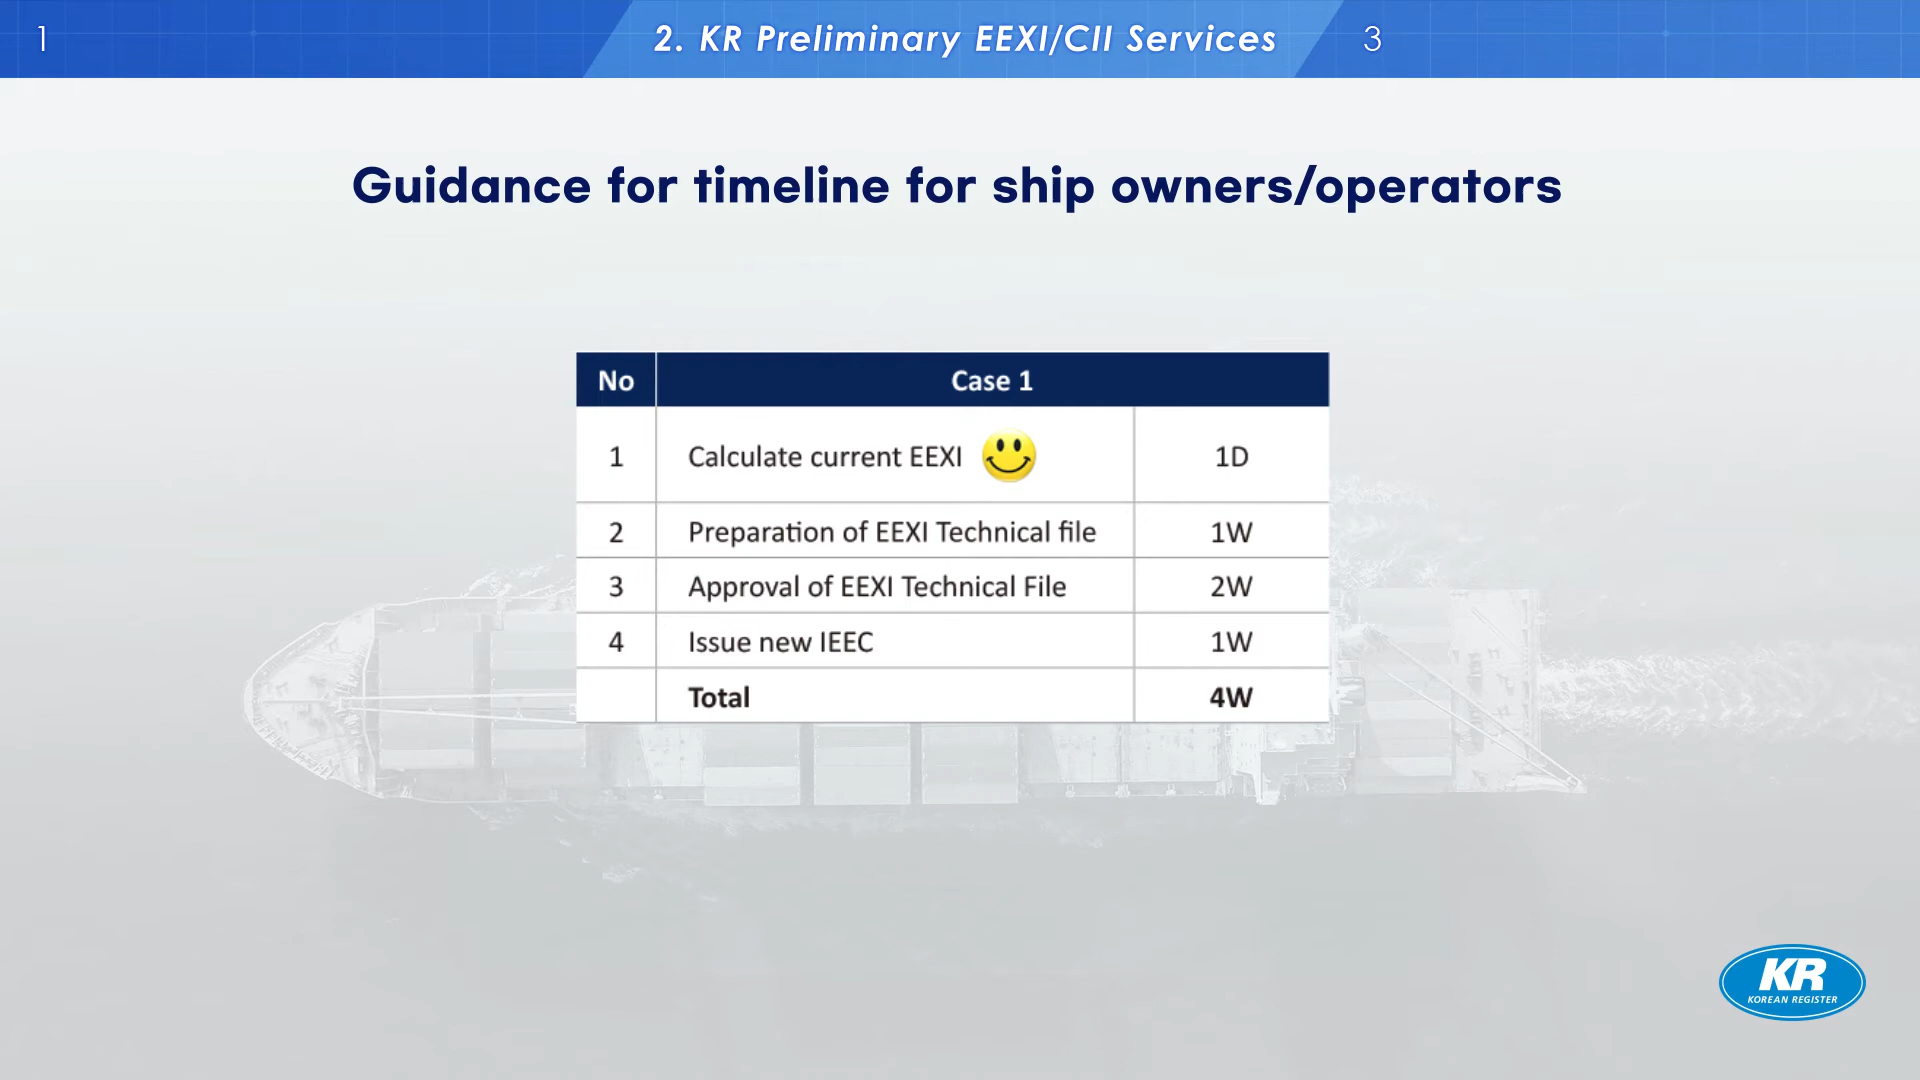 1
2. KR Preliminary EEXI/CII Services
3
Guidance for timeline for ship owners/operators
No Case 1
1 Calculate current EEXI 1D
2 Preparation of EEXI Technical file 1W
3 Approval of EEXI Technical File 2W
4 Issue new IEEC 1W
Total 4W
KR
KOREAN REGISTER